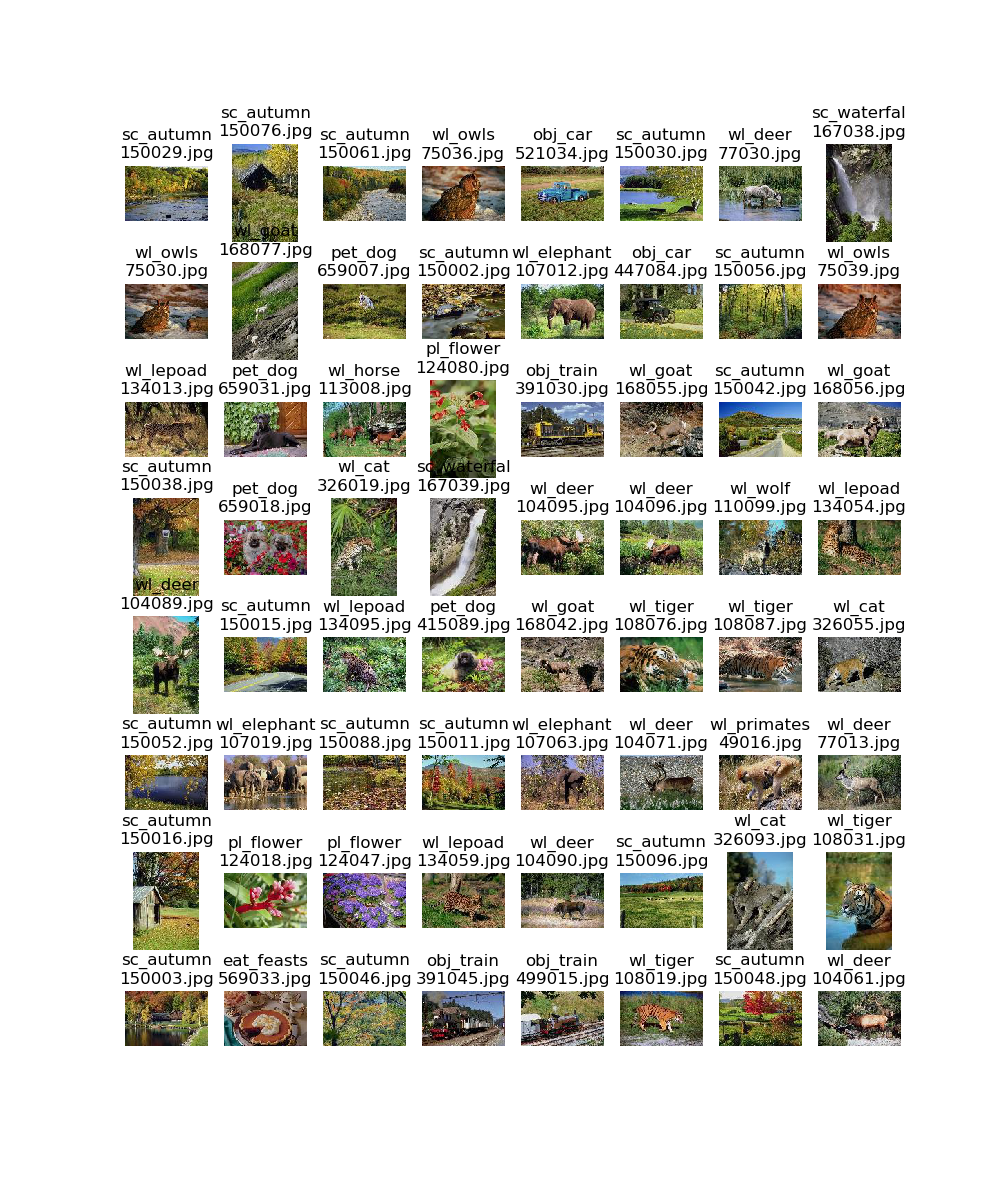 sc_autumn
150029.jpg
sc_autumn
150076.jpg
sc_autumn
150061.jpg
wl_owls
75036.jpg
obj_car
521034.jpg
sc_autumn
150030.jpg
wl_deer
77030.jpg
sc_waterfal
167038.jpg
wl_owls
75030.jpg
wl_goat
168077.jpg
pet_dog
659007.jpg
sc_autumn
150002.jpg
wl_elephant
107012.jpg
obj_car
447084.jpg
sc_autumn
150056.jpg
wl_owls
75039.jpg
wl_lepoad
134013.jpg
pet_dog
659031.jpg
wl_horse
113008.jpg
pl_flower
124080.jpg
obj_train
391030.jpg
wl_goat
168055.jpg
sc_autumn
150042.jpg
wl_goat
168056.jpg
sc_autumn
150038.jpg
pet_dog
659018.jpg
wl_cat
326019.jpg
sc_waterfal
167039.jpg
wl_deer
104095.jpg
wl_deer
104096.jpg
wl_wolf
110099.jpg
wl_lepoad
134054.jpg
wl_deer
104089.jpg
sc_autumn
150015.jpg
wl_lepoad
134095.jpg
pet_dog
415089.jpg
wl_goat
168042.jpg
wl_tiger
108076.jpg
wl_tiger
108087.jpg
wl_cat
326055.jpg
sc_autumn
150052.jpg
wl_elephant
107019.jpg
sc_autumn
150088.jpg
sc_autumn
150011.jpg
wl_elephant
107063.jpg
wl_deer
104071.jpg
wl_primates
49016.jpg
wl_deer
77013.jpg
sc_autumn
150016.jpg
pl_flower
124018.jpg
pl_flower
124047.jpg
wl_lepoad
134059.jpg
wl_deer
104090.jpg
sc_autumn
150096.jpg
wl_cat
326093.jpg
wl_tiger
108031.jpg
sc_autumn
150003.jpg
eat_feasts
569033.jpg
sc_autumn
150046.jpg
obj_train
391045.jpg
obj_train
499015.jpg
wl_tiger
108019.jpg
sc_autumn
150048.jpg
wl_deer
104061.jpg